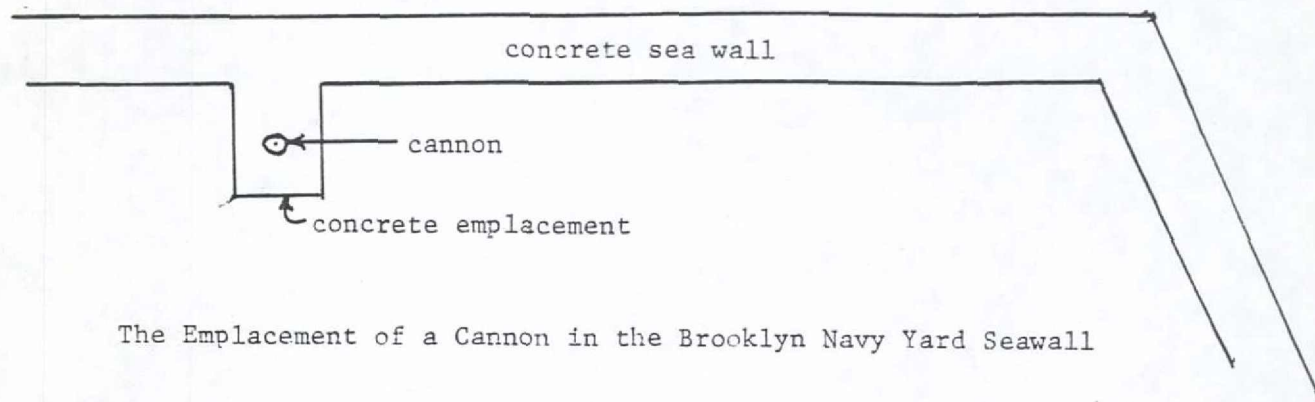 concrete sea wall
cannon
concrete emplacement
The Emplacement of a Cannon in the Brooklyn Navy Yard Seawall